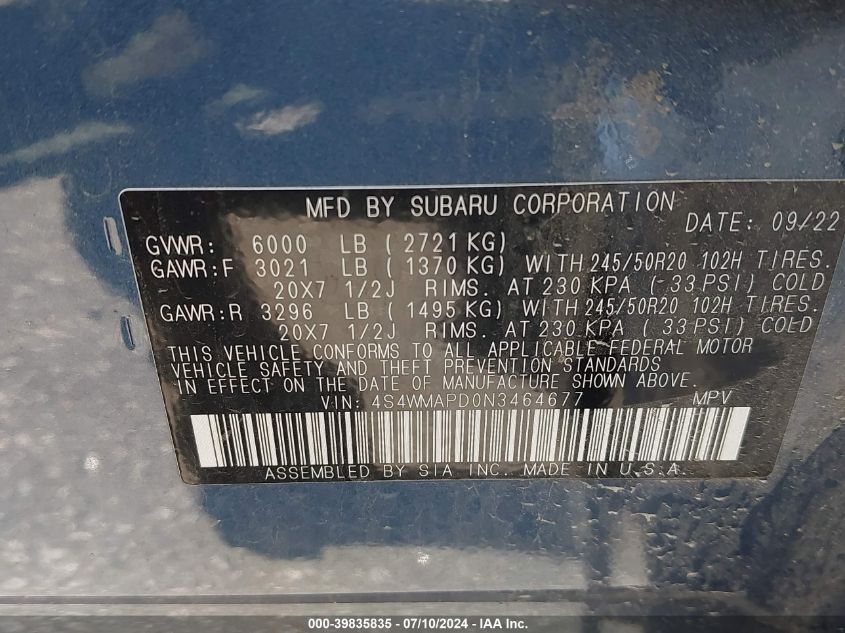 MFD BY SUBARU CORPORATION DATE: 09/22
GVWR: 6000 LB ( 2721 KG)
GAWR:F 3021 LB ( 1370 KG) WITH 245/50R20 102H TIRES.
20X7 1/2J RIMS. AT 230 KPA ( 33 PSI) COLD
GAWR:R 3296 LB ( 1495 KG) WITH 245/50R20 102H TIRES.
20X7 1/2J RIMS. AT 230 KPA ( 33 PSI) COLD
THIS VEHICLE CONFORMS TO ALL APPLICABLE FEDERAL MOTOR
VEHICLE SAFETY AND THEFT PREVENTION STANDARDS
IN EFFECT ON THE DATE OF MANUFACTURE SHOWN ABOVE.
VIN: 4S4WMAPD0N3464677 MPV
ASSEMBLED BY SIA INC. MADE IN U.S.A.
000-39835835 - 07/10/2024 - IAA Inc.